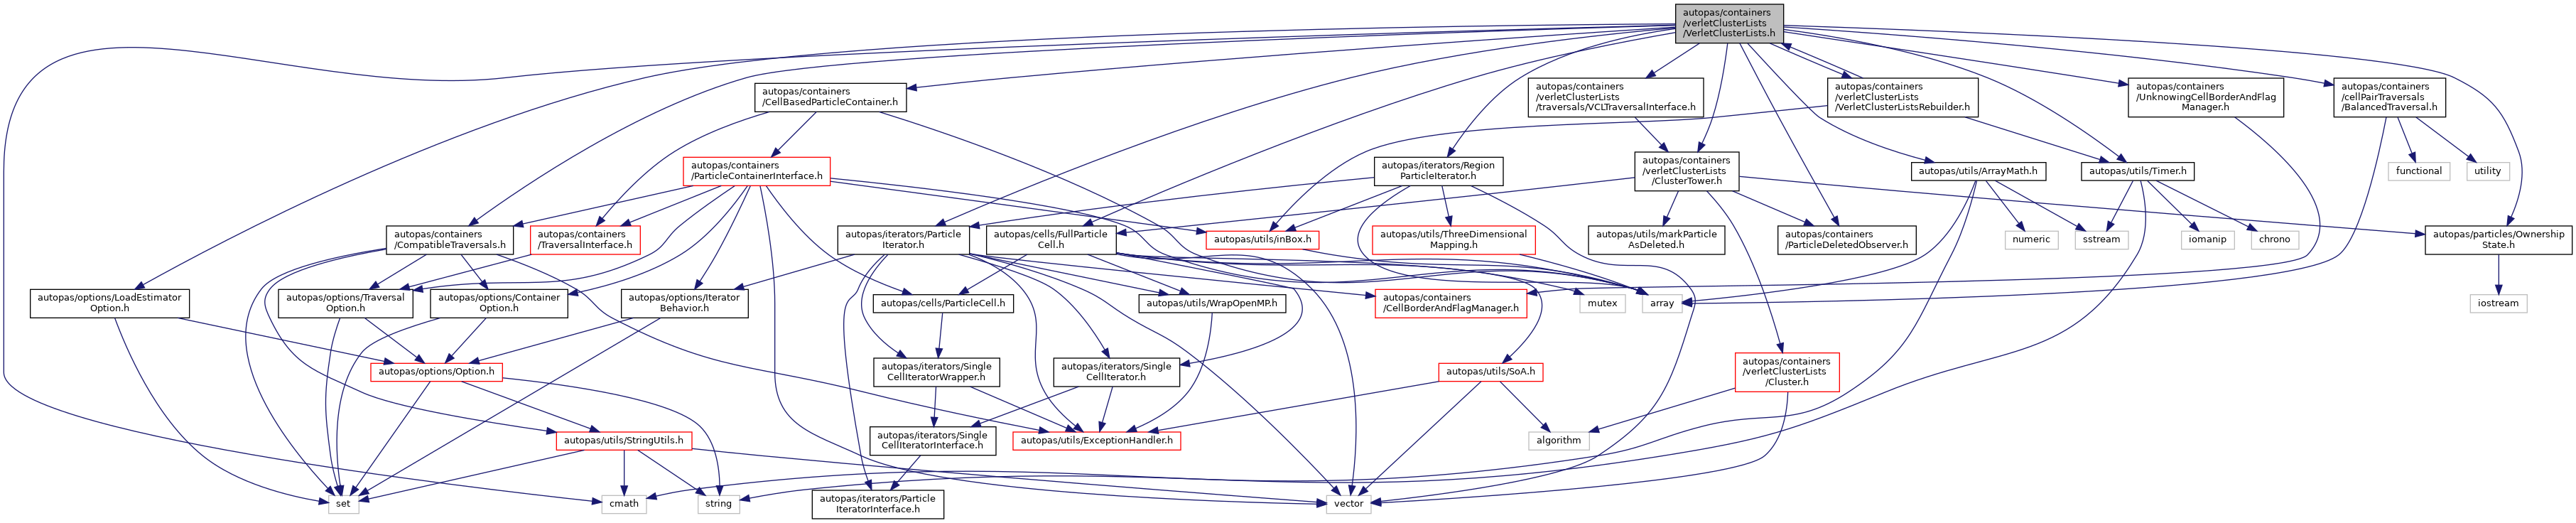 autopas/containers
/verletClusterLists
/VerletClusterLists.h
autopas/containers
/CellBasedParticleContainer.h
autopas/containers
/verletClusterLists
/traversals/VCLTraversalInterface.h
autopas/containers
/verletClusterLists
/VerletClusterListsRebuilder.h
autopas/containers
/UnknowingCellBorderAndFlag
Manager.h
autopas/containers
/cellPairTraversals
/BalancedTraversal.h
autopas/containers
/ParticleContainerInterface.h
autopas/iterators/Region
ParticleIterator.h
autopas/containers
/verletClusterLists
/ClusterTower.h
autopas/utils/ArrayMath.h
autopas/utils/Timer.h
functional
utility
autopas/containers
/CompatibleTraversals.h
autopas/containers
/TraversalInterface.h
autopas/iterators/Particle
Iterator.h
autopas/cells/FullParticle
Cell.h
autopas/utils/inBox.h
autopas/utils/ThreeDimensional
Mapping.h
autopas/utils/markParticle
AsDeleted.h
autopas/containers
/ParticleDeletedObserver.h
numeric
sstream
iomanip
chrono
autopas/particles/Ownership
State.h
autopas/options/LoadEstimator
Option.h
autopas/options/Traversal
Option.h
autopas/options/Container
Option.h
autopas/options/Iterator
Behavior.h
autopas/cells/ParticleCell.h
autopas/utils/WrapOpenMP.h
autopas/containers
/CellBorderAndFlagManager.h
mutex
array
iostream
autopas/options/Option.h
autopas/iterators/Single
CellIteratorWrapper.h
autopas/iterators/Single
CellIterator.h
autopas/utils/SoA.h
autopas/containers
/verletClusterLists
/Cluster.h
autopas/utils/StringUtils.h
autopas/iterators/Single
CellIteratorInterface.h
autopas/utils/ExceptionHandler.h
algorithm
set
cmath
string
autopas/iterators/Particle
IteratorInterface.h
vector